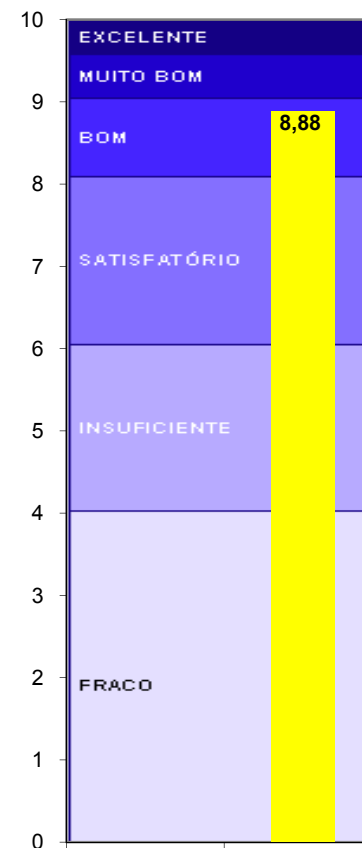 10
EXCELENTE
MUITO BOM
9
8,88
BOM
8
7
SATISFATÓRIO
6
5
INSUFICIENTE
4
3
2
FRACO
1
0